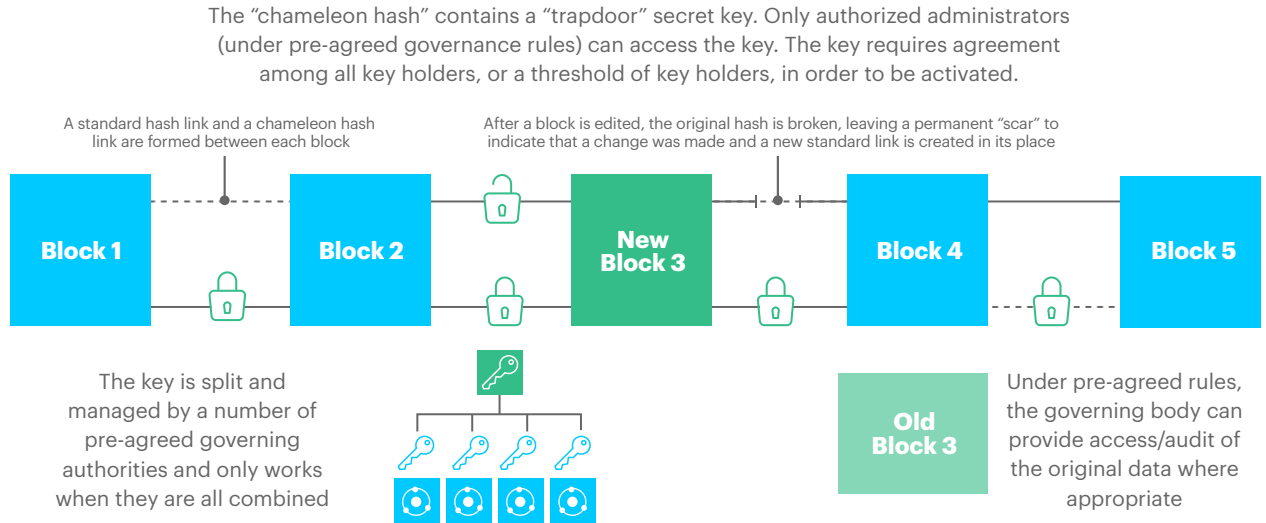 The “chameleon hash” contains a “trapdoor” secret key. Only authorized administrators
(under pre-agreed governance rules) can access the key. The key requires agreement
among all key holders, or a threshold of key holders, in order to be activated.
A standard hash link and a chameleon hash
link are formed between each block
After a block is edited, the original hash is broken, leaving a permanent “scar” to
indicate that a change was made and a new standard link is created in its place
Block 1
Block 2
New
Block 3
Block 4
Block 5
The key is split and
managed by a number of
pre-agreed governing
authorities and only works
when they are all combined
Old
Block 3
Under pre-agreed rules,
the governing body can
provide access/audit of
the original data where
appropriate